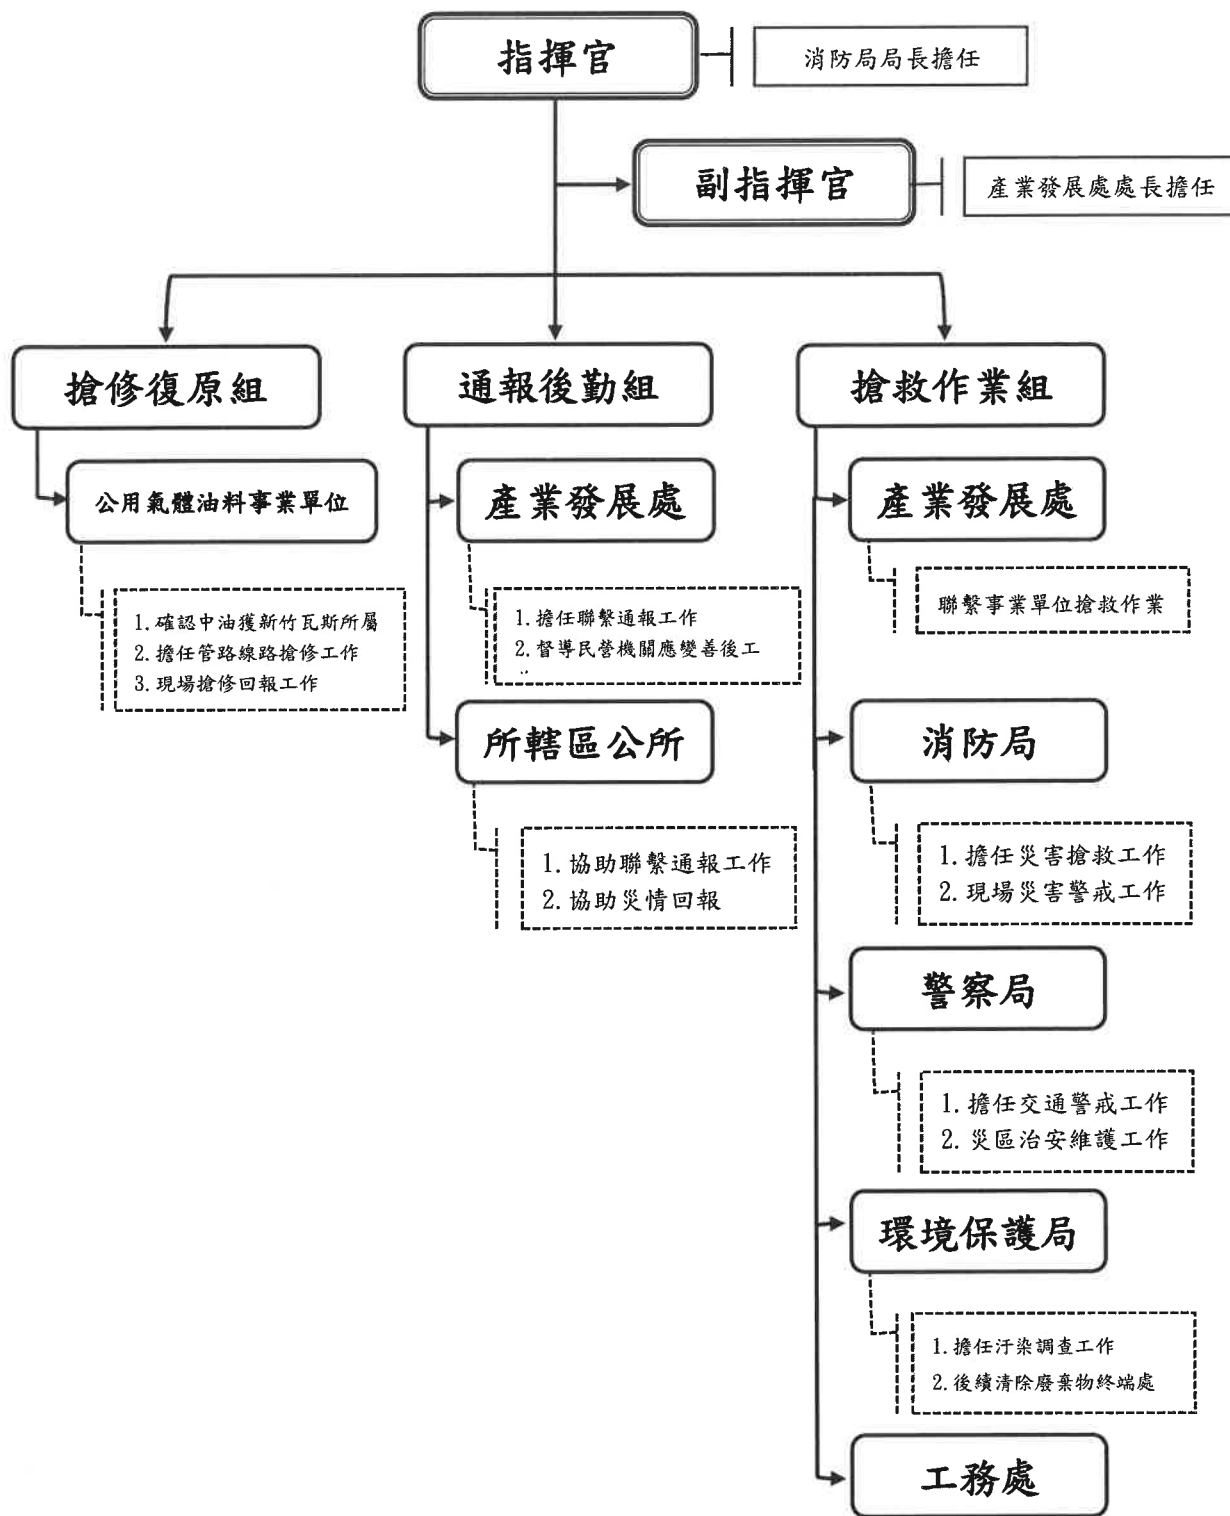 指揮官
消防局局長擔任
副指揮官
產業發展處處長擔任
搶修復原組
公用氣體油料事業單位
1. 確認中油獲新竹瓦斯所屬
2. 擔任管路線路搶修工作
3. 現場搶修回報工作
通報後勤組
產業發展處
1. 擔任聯繫通報工作
2. 督導民營機關應變善後工
所轄區公所
1. 協助聯繫通報工作
2. 協助災情回報
搶救作業組
產業發展處
聯繫事業單位搶救作業
消防局
1. 擔任災害搶救工作
2. 現場災害警戒工作
警察局
1. 擔任交通警戒工作
2. 災區治安維護工作
環境保護局
1. 擔任汙染調查工作
2. 後續清除廢棄物終端處
工務處